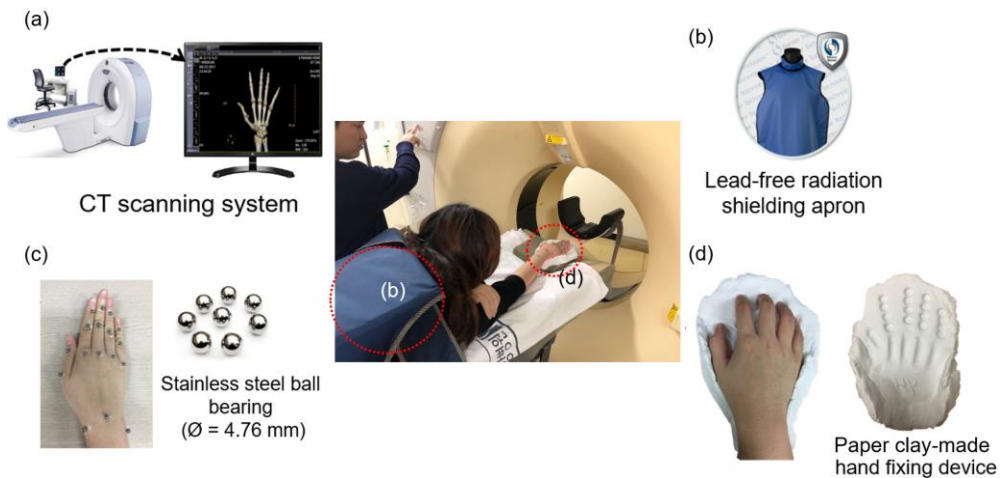 (a)
CT scanning system
(b)
Lead-free radiation
shielding apron
(c)
Stainless steel ball
bearing
(Ø = 4.76 mm)
(b)
(d)
(d)
Paper clay-made
hand fixing device